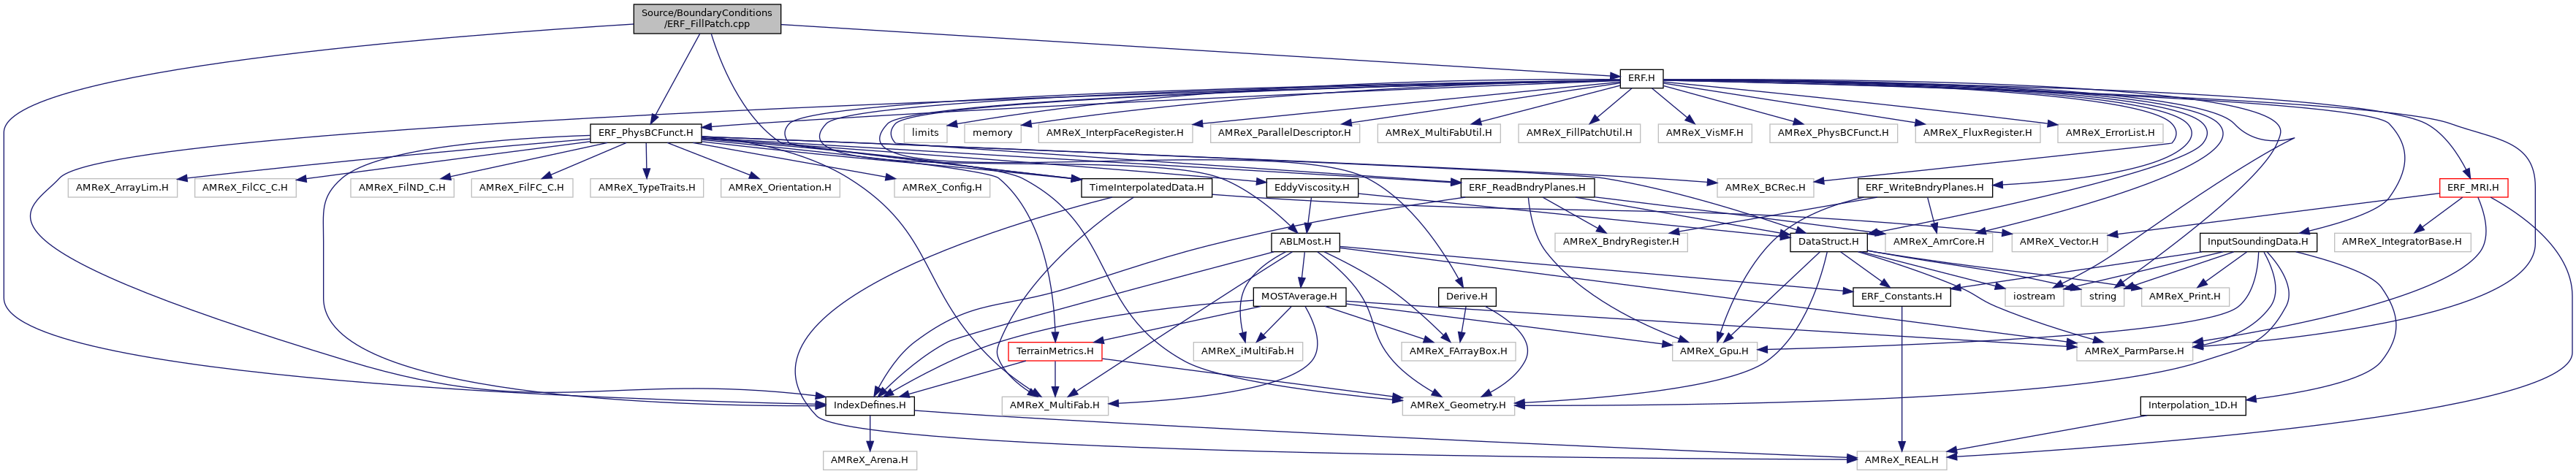 Source/BoundaryConditions
/ERF_FillPatch.cpp
ERF.H
ERF_PhysBCFunct.H
limits
memory
AMReX_InterpFaceRegister.H
AMReX_ParallelDescriptor.H
AMReX_MultiFabUtil.H
AMReX_FillPatchUtil.H
AMReX_VisMF.H
AMReX_PhysBCFunct.H
AMReX_FluxRegister.H
AMReX_ErrorList.H
AMReX_ArrayLim.H
AMReX_FilCC_C.H
AMReX_FilND_C.H
AMReX_FilFC_C.H
AMReX_TypeTraits.H
AMReX_Orientation.H
AMReX_Config.H
TimeInterpolatedData.H
EddyViscosity.H
ERF_ReadBndryPlanes.H
AMReX_BCRec.H
ERF_WriteBndryPlanes.H
ERF_MRI.H
ABLMost.H
AMReX_BndryRegister.H
DataStruct.H
AMReX_AmrCore.H
AMReX_Vector.H
InputSoundingData.H
AMReX_IntegratorBase.H
MOSTAverage.H
Derive.H
ERF_Constants.H
iostream
string
AMReX_Print.H
TerrainMetrics.H
AMReX_iMultiFab.H
AMReX_FArrayBox.H
AMReX_Gpu.H
AMReX_ParmParse.H
IndexDefines.H
AMReX_MultiFab.H
AMReX_Geometry.H
Interpolation_1D.H
AMReX_Arena.H
AMReX_REAL.H